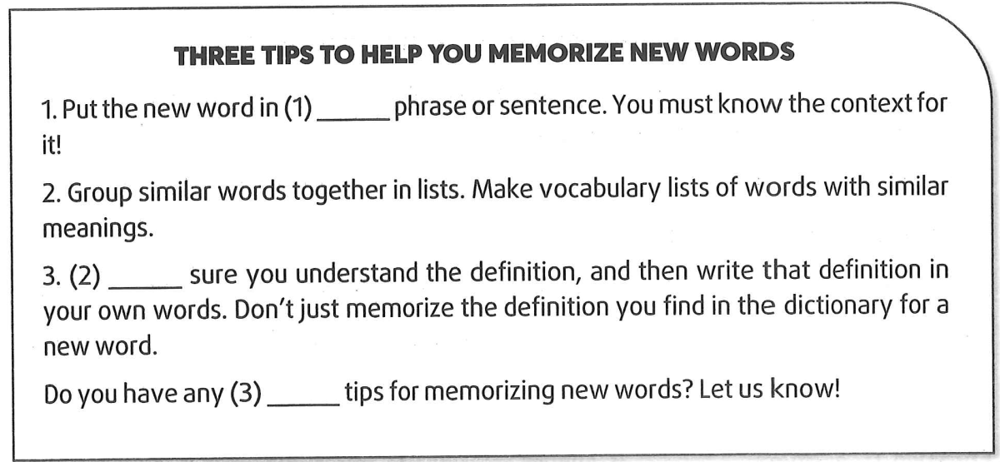 THREE TIPS TO HELP YOU MEMORIZE NEW WORDS
1. Put the new word in (1) ______ phrase or sentence. You must know the context for
it!
2. Group similar words together in lists. Make vocabulary lists of words with similar
meanings.
3. (2) ______ sure you understand the definition, and then write that definition in
your own words. Don't just memorize the definition you find in the dictionary for a
new word.
Do you have any (3) ______ tips for memorizing new words? Let us know!